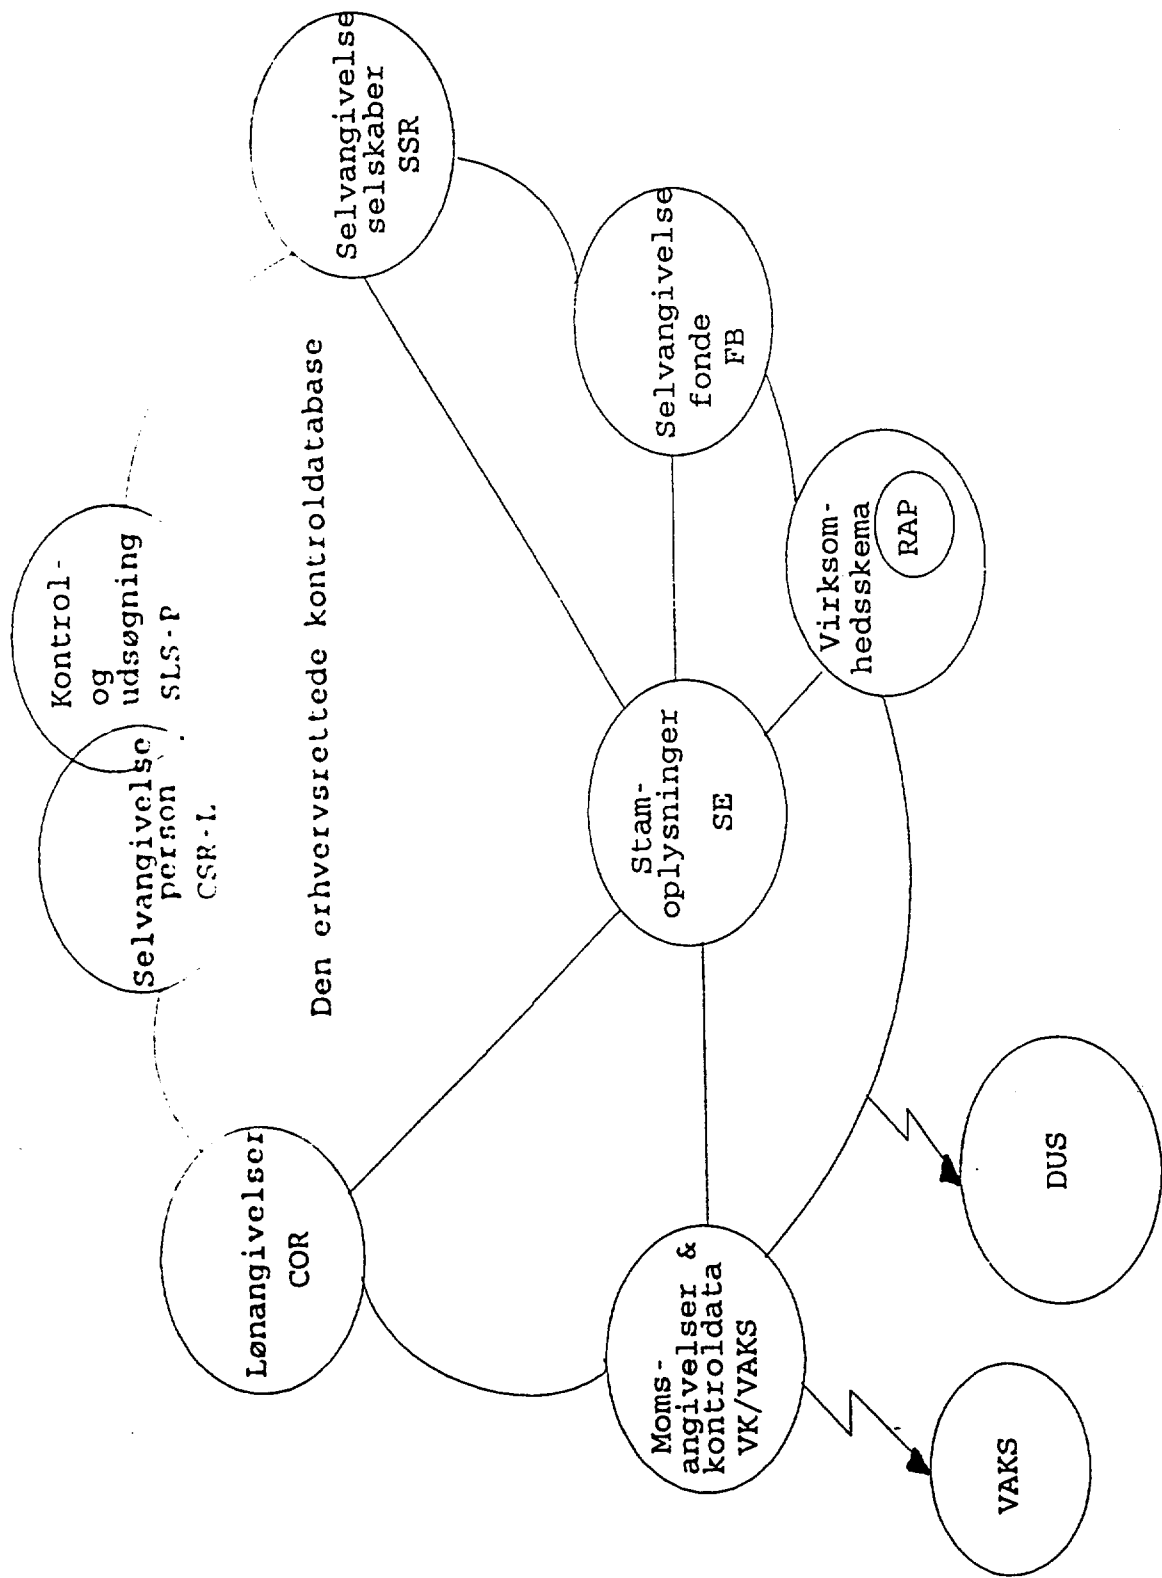 Kontrol-
og
udsøgning
SLS-P
Selvangivelse
person
CSR-L
Lønangivelser
COR
Den erhvervsrettede kontroldatabase
Selvangivelse
selskaber
SSR
Moms-
angivelser &
kontroldata
VK/VAKS
Stam-
oplysninger
SE
Selvangivelse
fonde
FB
Virksom-
hedsskema
RAP
VAKS
DUS